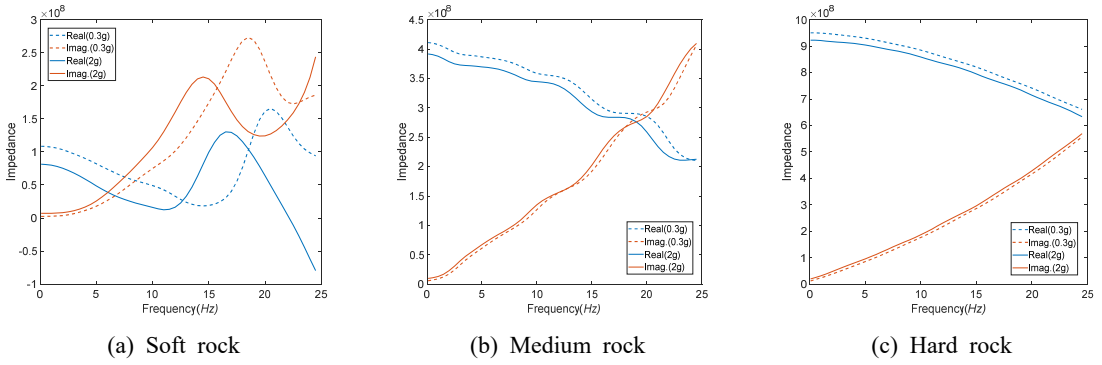 ×10^8
3
2.5
2
1.5
1
0.5
0
-0.5
-1
Impedance
Real(0.3g)
Imag.(0.3g)
Real(2g)
Imag.(2g)
0 5 10 15 20 25
Frequency(Hz)
(a) Soft rock
×10^8
4.5
4
3.5
3
2.5
2
1.5
1
0.5
0
Impedance
Real(0.3g)
Imag.(0.3g)
Real(2g)
Imag.(2g)
0 5 10 15 20 25
Frequency(Hz)
(b) Medium rock
×10^8
10
9
8
7
6
5
4
3
2
1
0
Impedance
Real(0.3g)
Imag.(0.3g)
Real(2g)
Imag.(2g)
0 5 10 15 20 25
Frequency(Hz)
(c) Hard rock